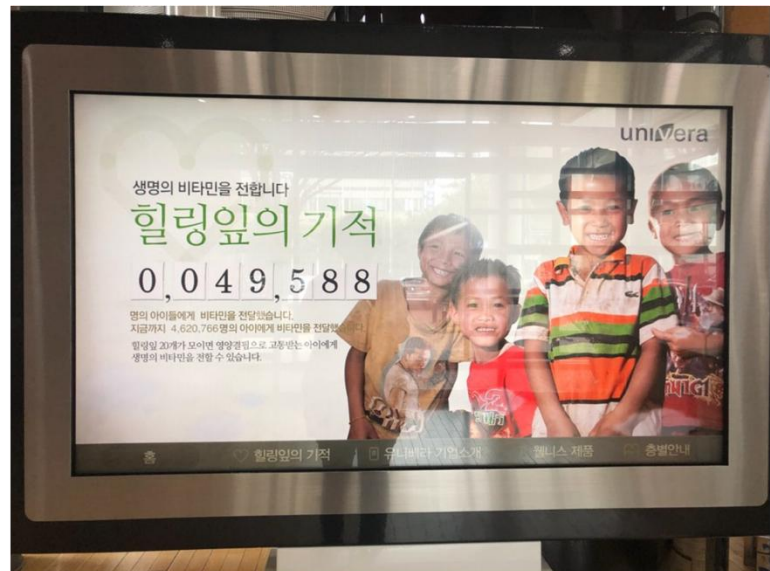 univera
생명의 비타민을 전합니다
힐링잎의 기적
0,049,588
명의 아이들에게 비타민을 전달했습니다.
지금까지 4,620,766명의 아이에게 비타민을 전달했
힐링잎 20개가 모이면 영양결핍으로 고통받는 아이에게
생명의 비타민을 전할 수 있습니다.
홈 힐링잎의 기적 유니베라 기업소개 웰니스 제품 층별안내